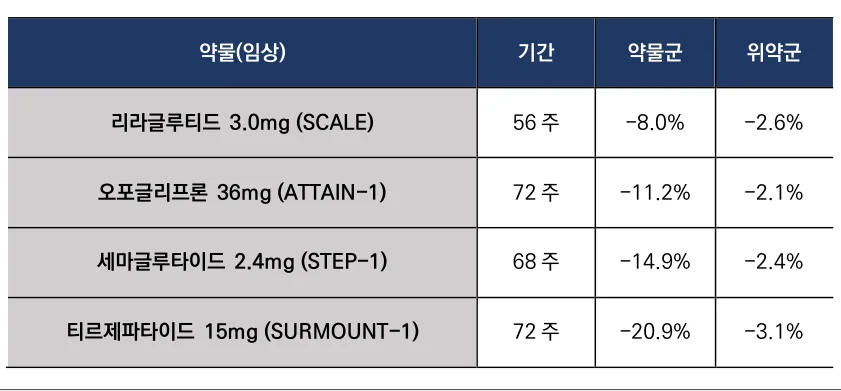 약물(임상) 기간 약물군 위약군
리라글루티드 3.0mg (SCALE) 56 주 -8.0% -2.6%
오포글리프론 36mg (ATTAIN-1) 72 주 -11.2% -2.1%
세마글루타이드 2.4mg (STEP-1) 68 주 -14.9% -2.4%
티르제파타이드 15mg (SURMOUNT-1) 72 주 -20.9% -3.1%